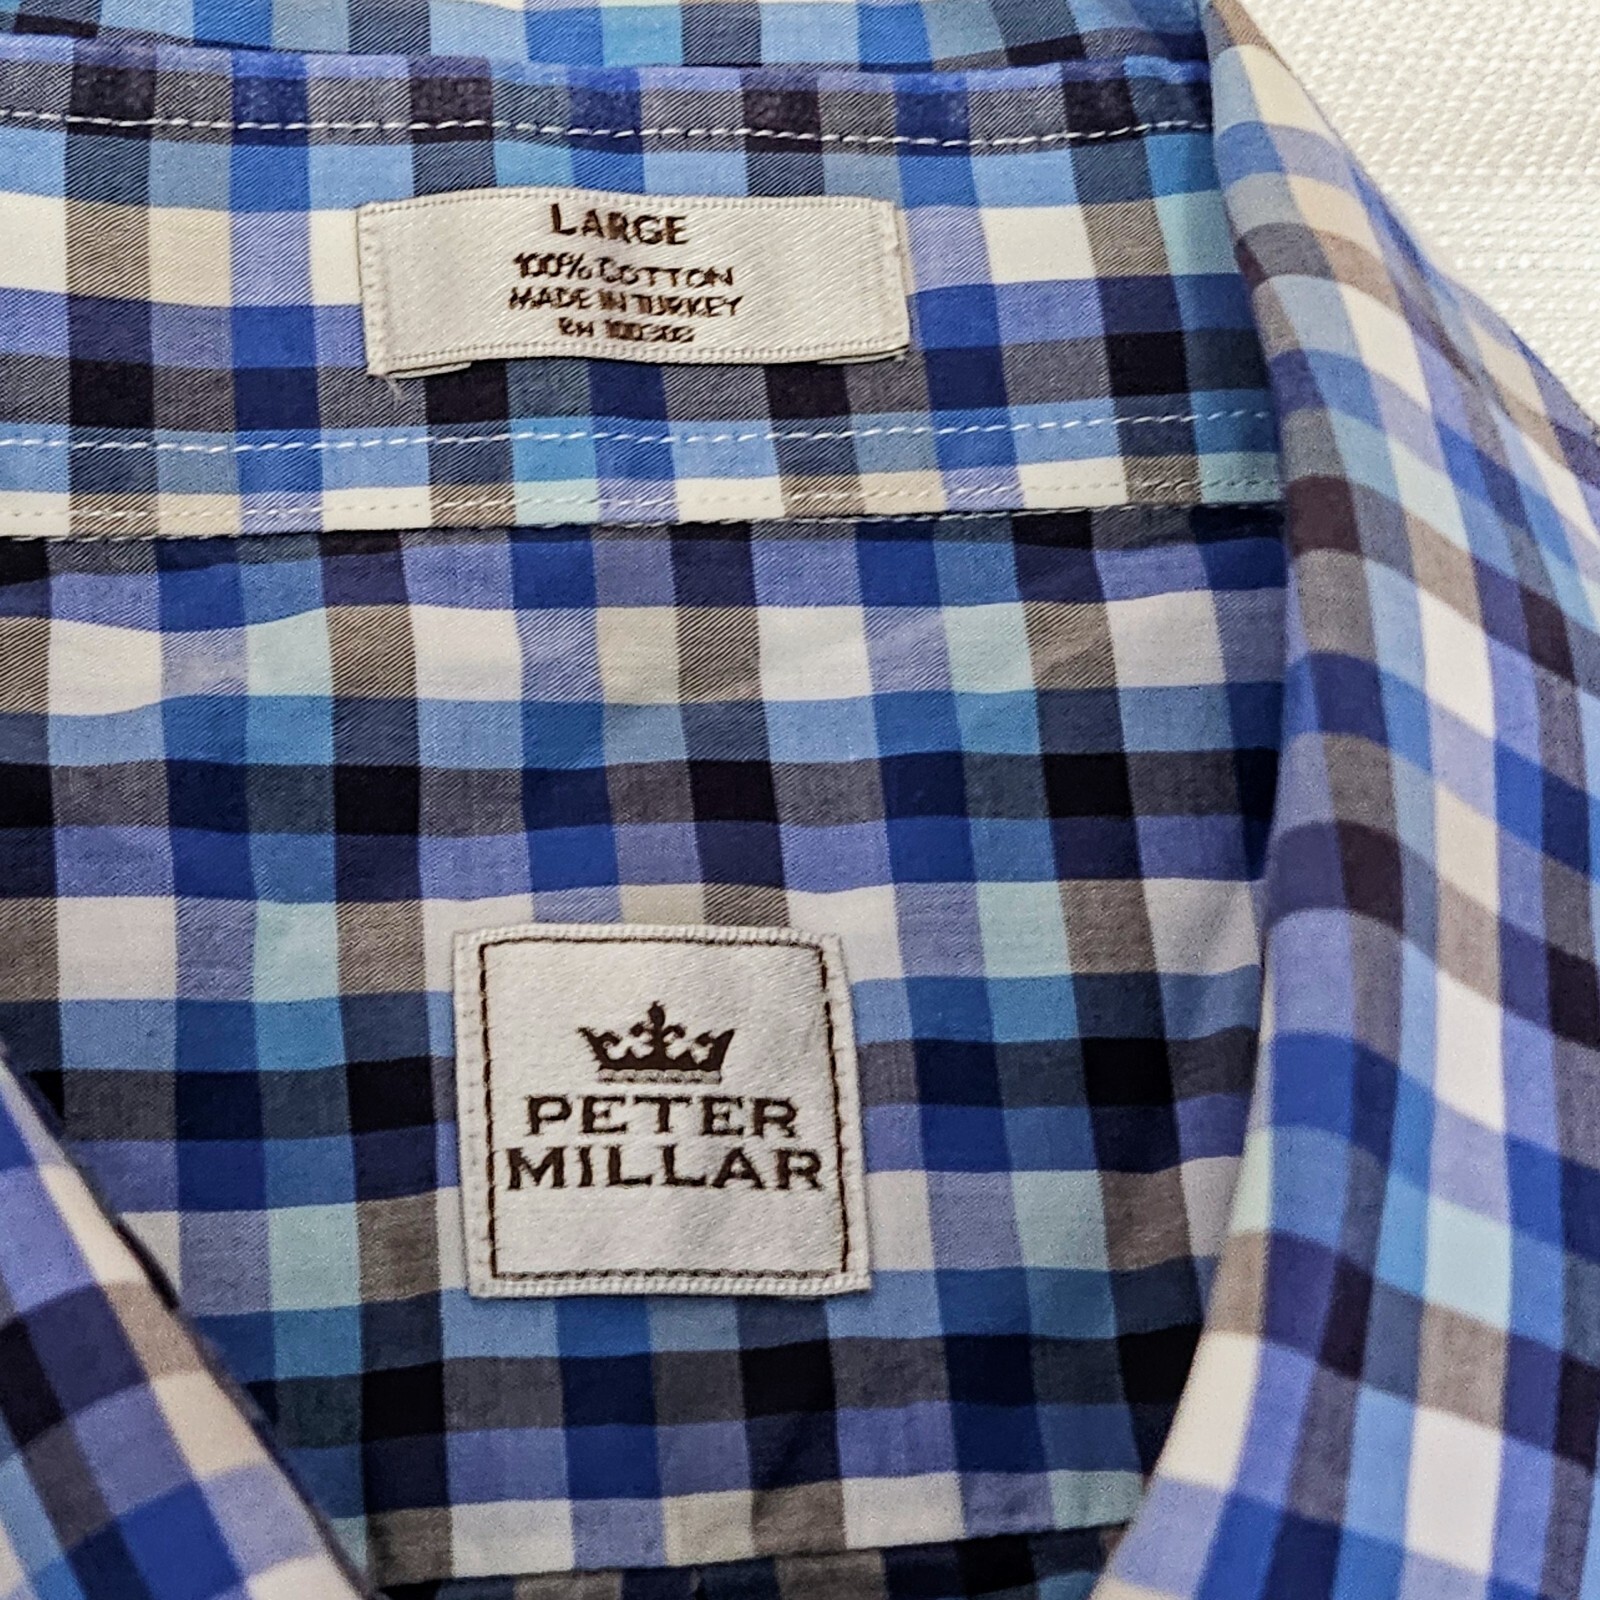 LARGE
100% COTTON
MADE IN TURKEY
PETER
MILLAR